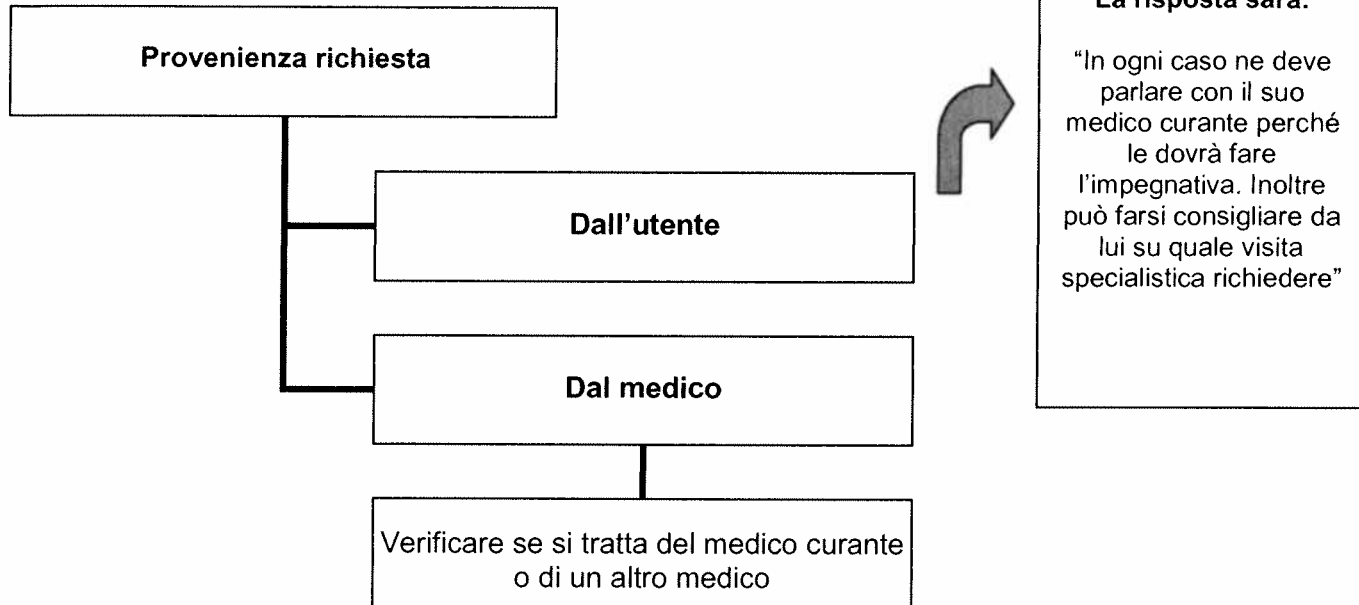 Provenienza richiesta
La risposta sarà:
"In ogni caso ne deve
parlare con il suo
medico curante perché
le dovrà fare
l'impegnativa. Inoltre
può farsi consigliare da
lui su quale visita
specialistica richiedere"
Dall'utente
Dal medico
Verificare se si tratta del medico curante
o di un altro medico